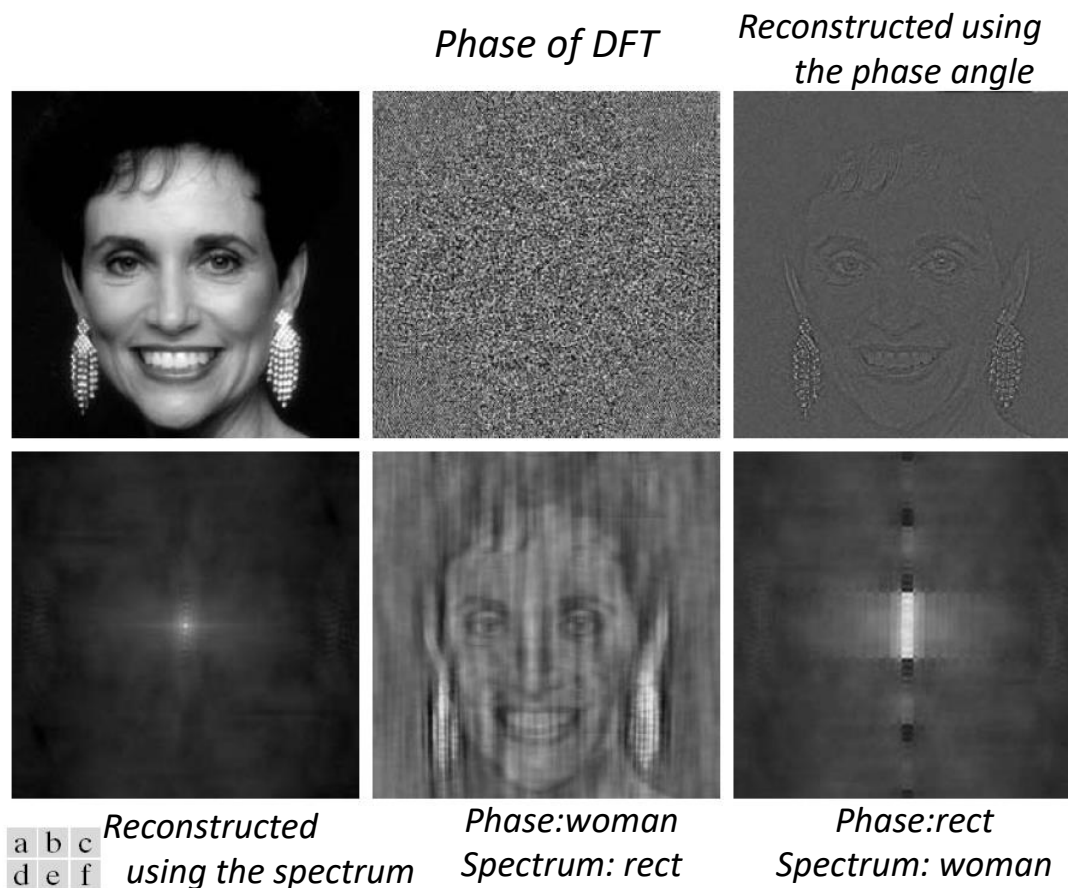 Phase of DFT
Reconstructed using
the phase angle
a b c
d e f
Reconstructed
using the spectrum
Phase:woman
Spectrum: rect
Phase:rect
Spectrum: woman